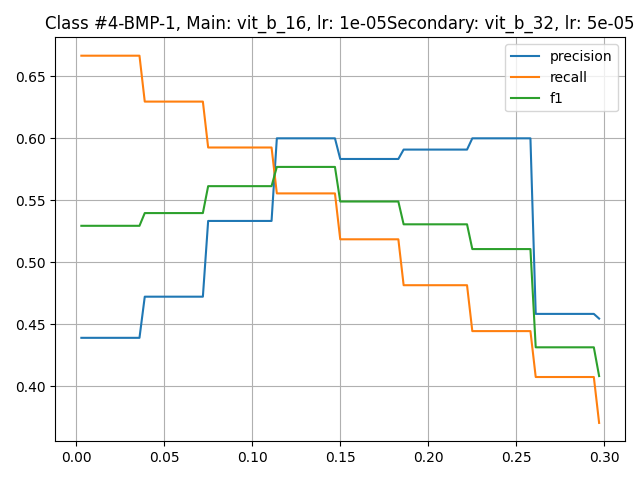 Class #4-BMP-1, Main: vit_b_16, lr: 1e-05Secondary: vit_b_32, lr: 5e-05
precision
recall
f1
0.65
0.60
0.55
0.50
0.45
0.40
0.00 0.05 0.10 0.15 0.20 0.25 0.30